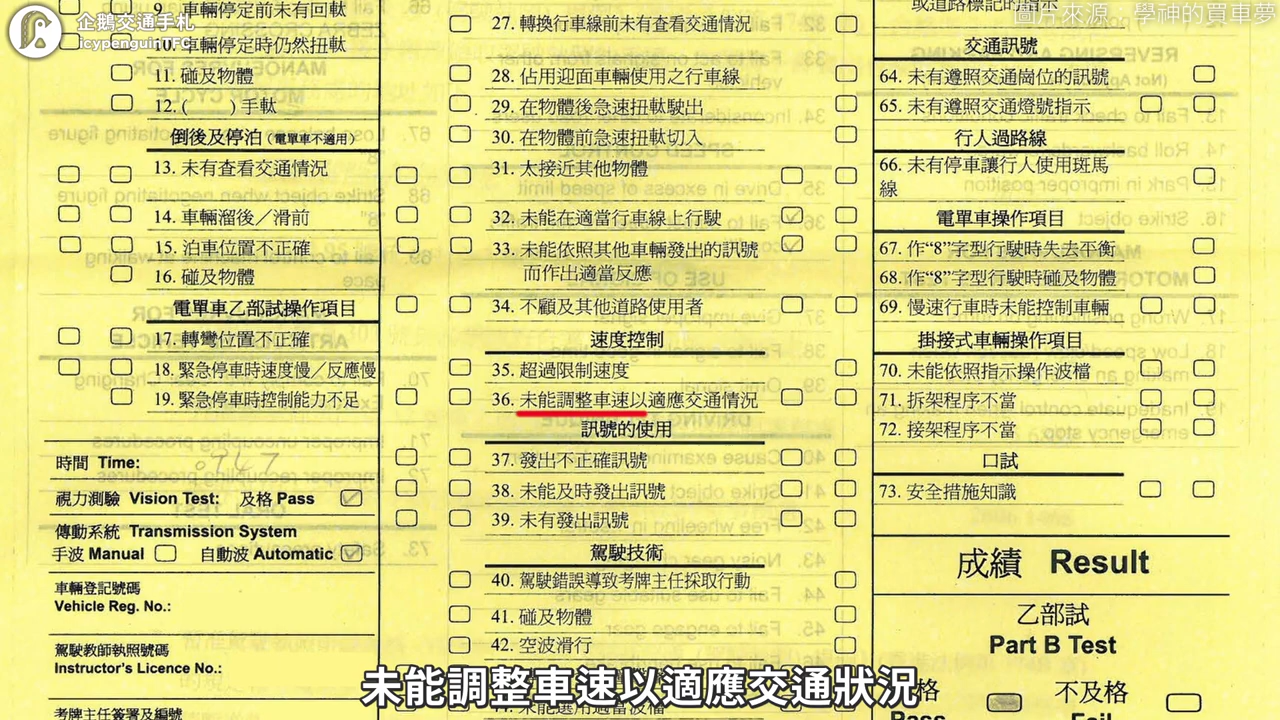 企鵝交通手札
icypenguinTFC
圖片來源：學神的買車夢
9. 車輛停定前未有回軚
10. 車輛停定時仍然扭軚
11. 碰及物體
12. (      ) 手軚
倒後及停泊 (電單車不適用)
13. 未有查看交通情況
14. 車輛溜後／滑前
15. 泊車位置不正確
16. 碰及物體
電單車乙部試操作項目
17. 轉彎位置不正確
18. 緊急停車時速度慢／反應慢
19. 緊急停車時控制能力不足
時間 Time:
視力測驗 Vision Test: 及格 Pass
傳動系統 Transmission System
手波 Manual 自動波 Automatic
車輛登記號碼
Vehicle Reg. No.:
駕駛教師執照號碼
Instructor's Licence No.:
考牌主任簽署及編號
27. 轉換行車線前未有查看交通情況
28. 佔用迎面車輛使用之行車線
29. 在物體後急速扭軚駛出
30. 在物體前急速扭軚切入
31. 太接近其他物體
32. 未能在適當行車線上行駛
33. 未能依照其他車輛發出的訊號
而作出適當反應
34. 不顧及其他道路使用者
速度控制
35. 超過限制速度
36. 未能調整車速以適應交通情況
訊號的使用
37. 發出不正確訊號
38. 未能及時發出訊號
39. 未有發出訊號
駕駛技術
40. 駕駛錯誤導致考牌主任採取行動
41. 碰及物體
42. 空波滑行
或道路標記的指示
交通訊號
64. 未有遵照交通崗位的訊號
65. 未有遵照交通燈號指示
行人過路線
66. 未有停車讓行人使用斑馬
線
電單車操作項目
67. 作“8”字型行駛時失去平衡
68. 作“8”字型行駛時碰及物體
69. 慢速行車時未能控制車輛
掛接式車輛操作項目
70. 未能依照指示操作波檔
71. 拆架程序不當
72. 接架程序不當
口試
73. 安全措施知識
成績 Result
乙部試
Part B Test
格 不及格
Pass Fail
未能調整車速以適應交通狀況